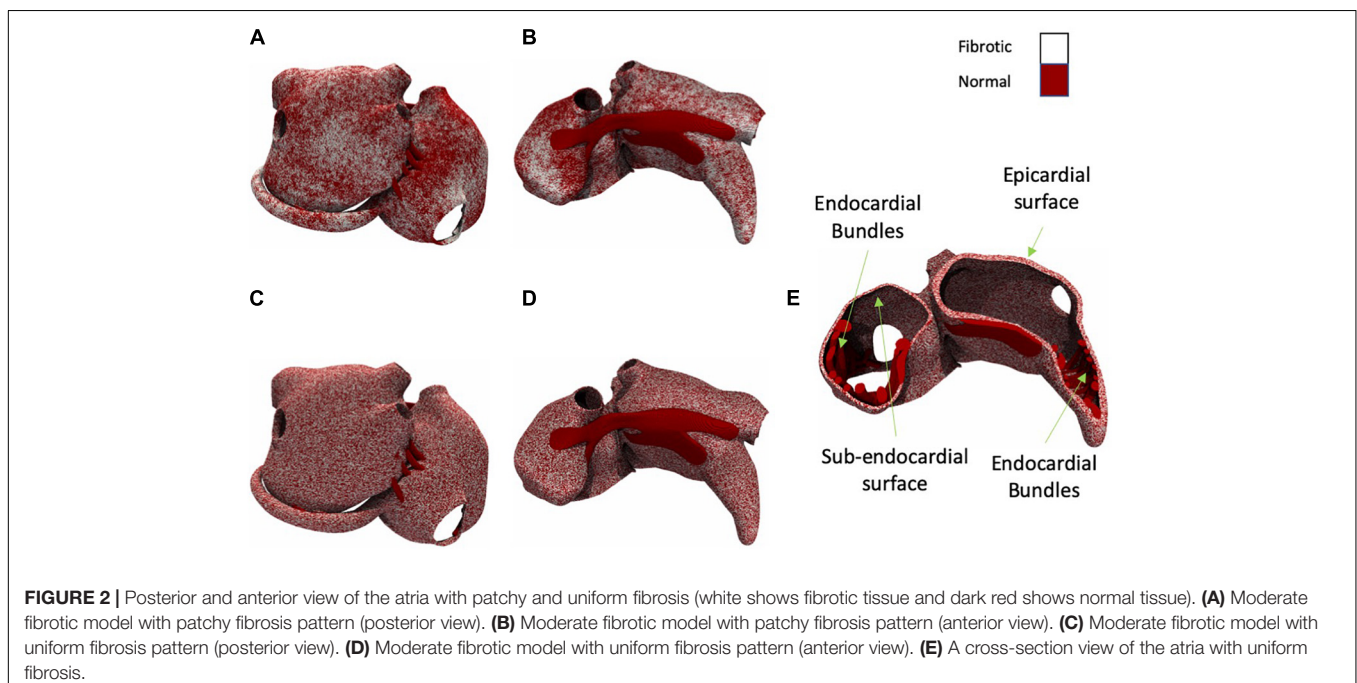 A
B
Fibrotic
Normal
Epicardial
surface
Endocardial
Bundles
C
D
E
Sub-endocardial
surface
Endocardial
Bundles
FIGURE 2 | Posterior and anterior view of the atria with patchy and uniform fibrosis (white shows fibrotic tissue and dark red shows normal tissue). (A) Moderate
fibrotic model with patchy fibrosis pattern (posterior view). (B) Moderate fibrotic model with patchy fibrosis pattern (anterior view). (C) Moderate fibrotic model with
uniform fibrosis pattern (posterior view). (D) Moderate fibrotic model with uniform fibrosis pattern (anterior view). (E) A cross-section view of the atria with uniform
fibrosis.